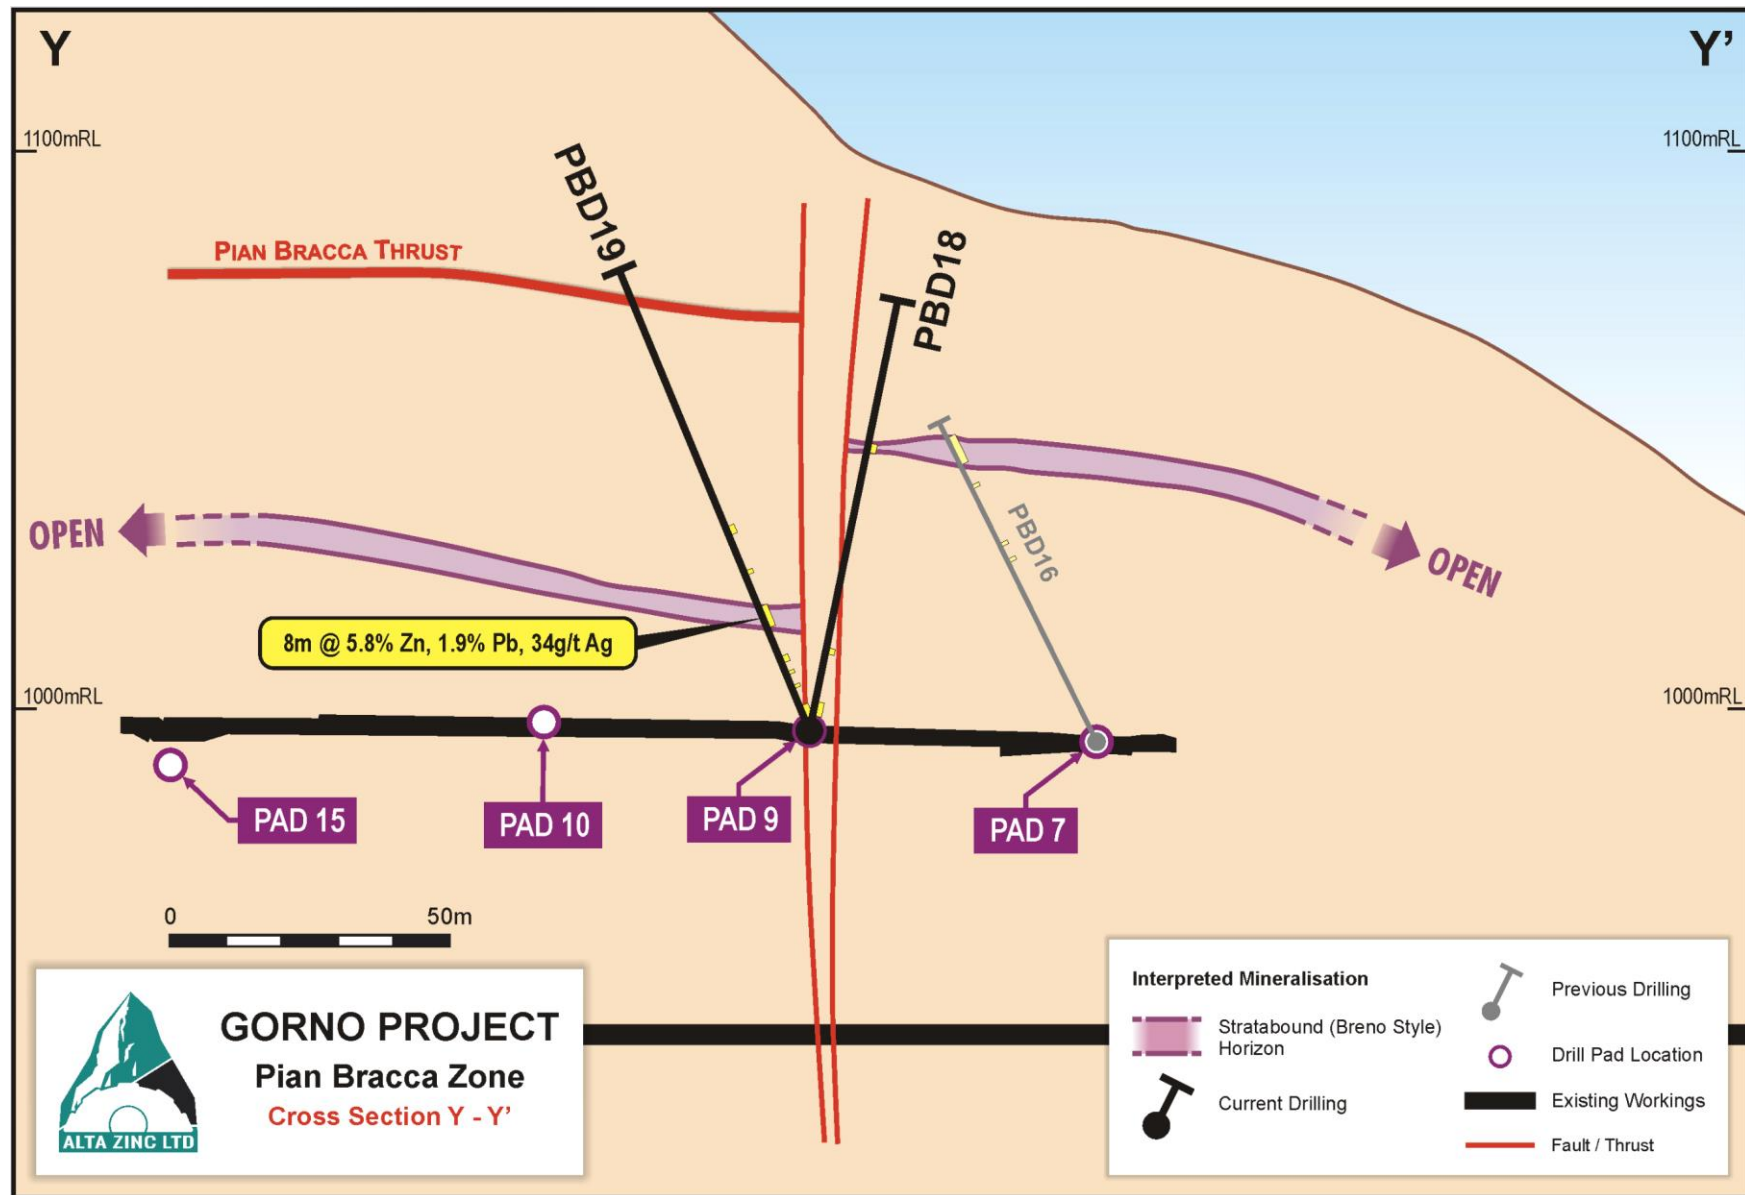 Y
Y’
1100mRL
1100mRL
PBD19
PBD18
PIAN BRACCA THRUST
PBD16
OPEN
OPEN
8m @ 5.8% Zn, 1.9% Pb, 34g/t Ag
1000mRL
1000mRL
PAD 15
PAD 10
PAD 9
PAD 7
0
50m
GORNO PROJECT
Pian Bracca Zone
Cross Section Y - Y’
ALTA ZINC LTD
Interpreted Mineralisation
Stratabound (Breno Style)
Horizon
Current Drilling
Previous Drilling
Drill Pad Location
Existing Workings
Fault / Thrust